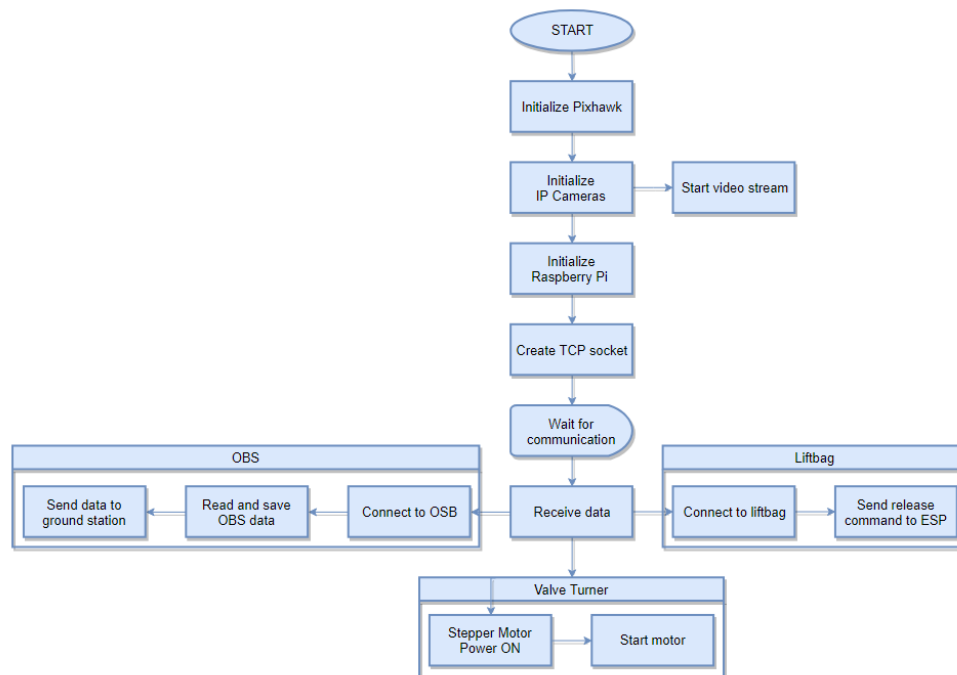 START
Initialize Pixhawk
Initialize
IP Cameras
Start video stream
Initialize
Raspberry Pi
Create TCP socket
Wait for
communication
OBS
Send data to
ground station
Read and save
OBS data
Connect to OSB
Receive data
Liftbag
Connect to liftbag
Send release
command to ESP
Valve Turner
Stepper Motor
Power ON
Start motor